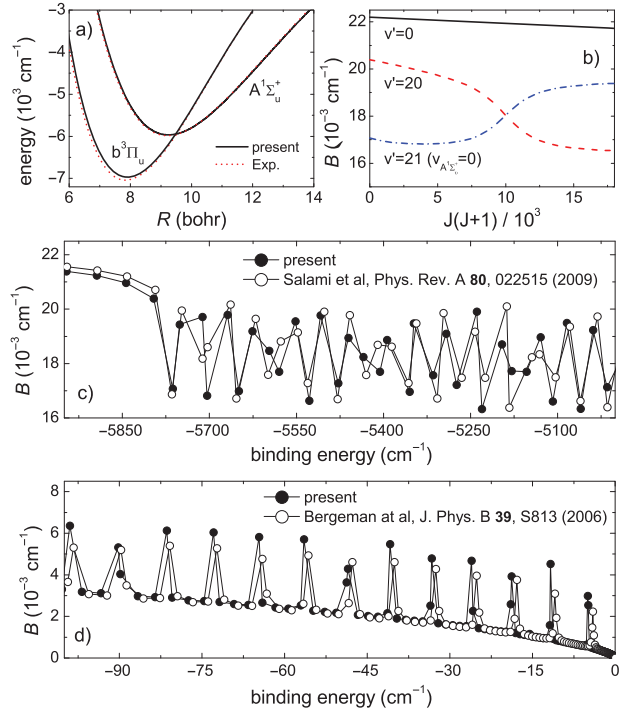 a)
energy (10³ cm⁻¹)
−3
−4
−5
−6
−7
A¹Σᵤ⁺
b³Πᵤ
present
Exp.
6 8 10 12 14
R (bohr)
b)
B (10⁻³ cm⁻¹)
22
20
18
16
v'=0
v'=20
v'=21 (v_A¹Σᵤ⁺=0)
0 5 10 15
J(J+1) / 10³
c)
B (10⁻³ cm⁻¹)
22
20
18
16
present
Salami et al, Phys. Rev. A 80, 022515 (2009)
−5850 −5700 −5550 −5400 −5250 −5100
binding energy (cm⁻¹)
d)
B (10⁻³ cm⁻¹)
8
6
4
2
0
present
Bergeman at al, J. Phys. B 39, S813 (2006)
−90 −75 −60 −45 −30 −15 0
binding energy (cm⁻¹)